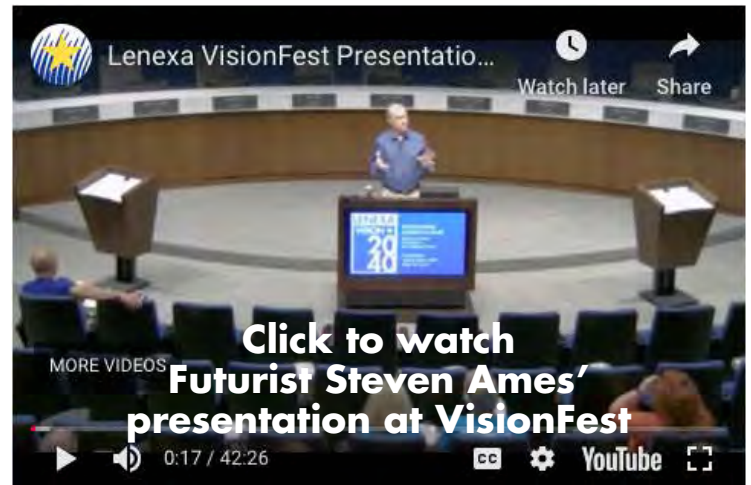 Lenexa VisionFest Presentatio...
Watch later
Share
LENEXA
VISION
20
40
Click to watch
MORE VIDEOS
Futurist Steven Ames'
presentation at VisionFest
0:17 / 42:26
CC
YouTube